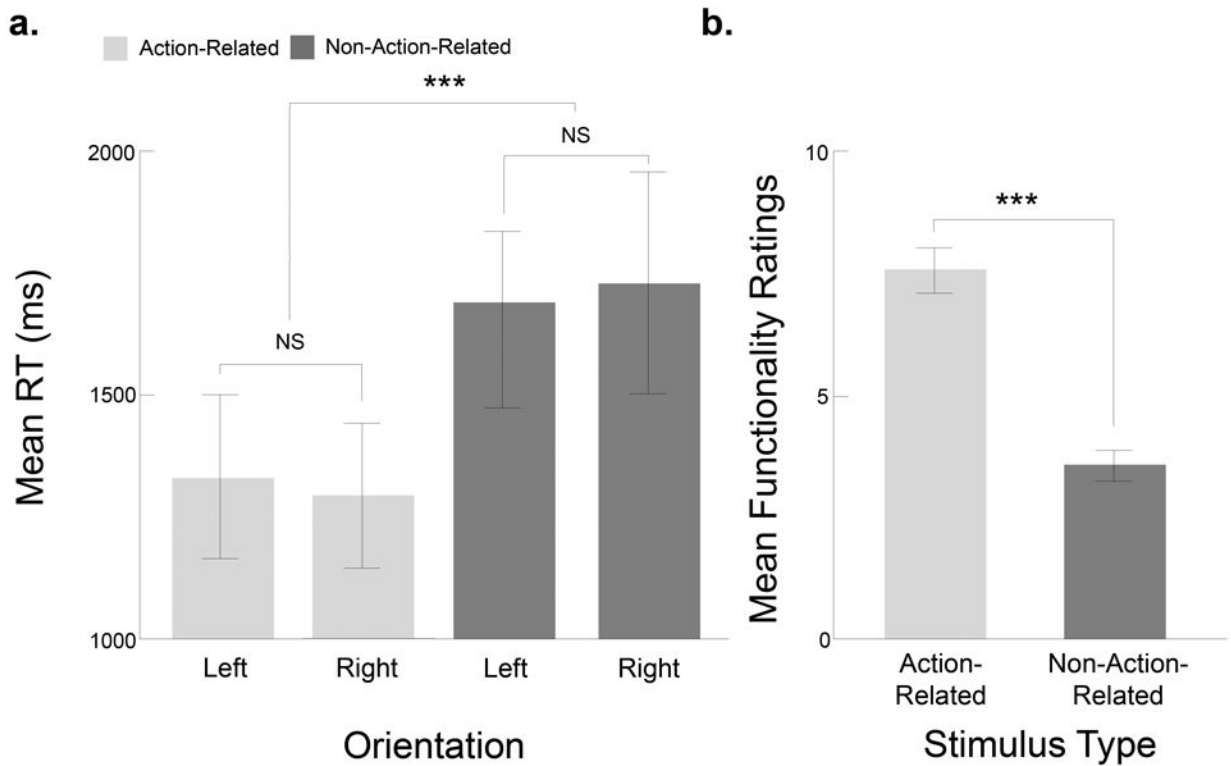 a.
Action-Related Non-Action-Related
***
NS
NS
2000
1500
1000
Mean RT (ms)
Left Right Left Right
Orientation
b.
***
10
5
0
Mean Functionality Ratings
Action-
Related
Non-Action-
Related
Stimulus Type